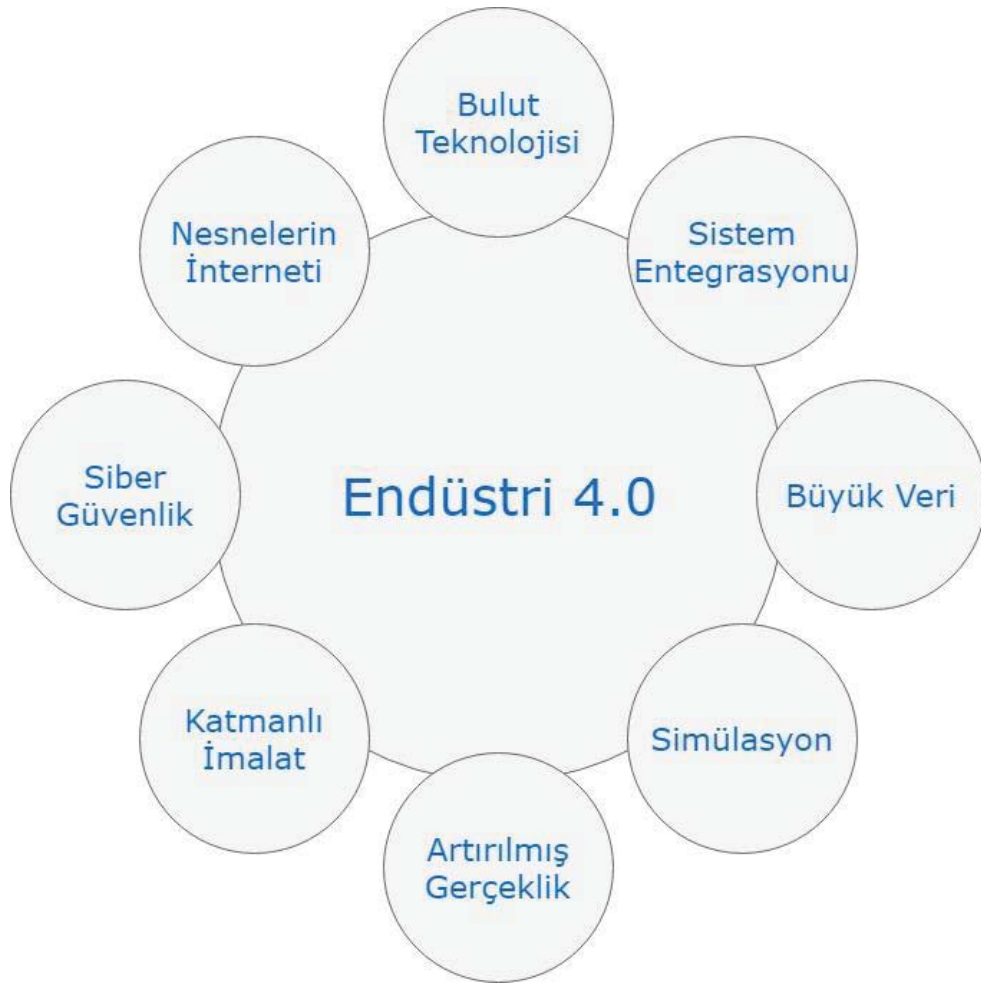 Bulut
Teknolojisi
Nesnelerin
İnterneti
Sistem
Entegrasyonu
Siber
Güvenlik
Endüstri 4.0
Büyük Veri
Katmanlı
İmalat
Simülasyon
Artırılmış
Gerçeklik